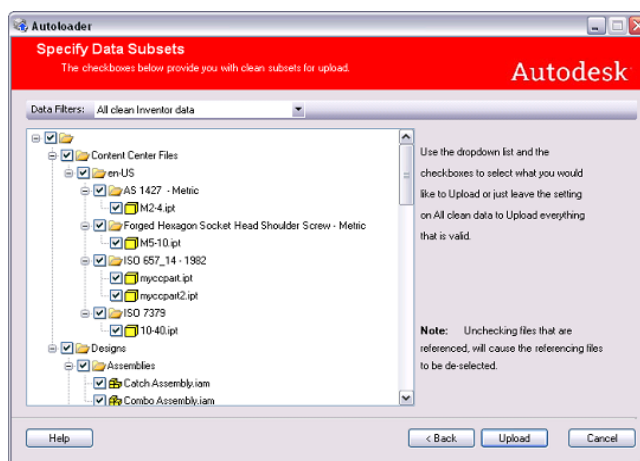 Autoloader
Specify Data Subsets
The checkboxes below provide you with clean subsets for upload.
Autodesk
Data Filters: All clean Inventor data
Content Center Files
en-US
AS 1427 - Metric
M2-4.ipt
Forged Hexagon Socket Head Shoulder Screw - Metric
M5-10.ipt
ISO 657_14 - 1982
myccpart.ipt
myccpart2.ipt
ISO 7379
10-40.ipt
Designs
Assemblies
Catch Assembly.iam
Combo Assembly.iam
Use the dropdown list and the
checkboxes to select what you would
like to Upload or just leave the setting
on All clean data to Upload everything
that is valid.
Note: Unchecking files that are
referenced, will cause the referencing files
to be de-selected.
Help
< Back
Upload
Cancel